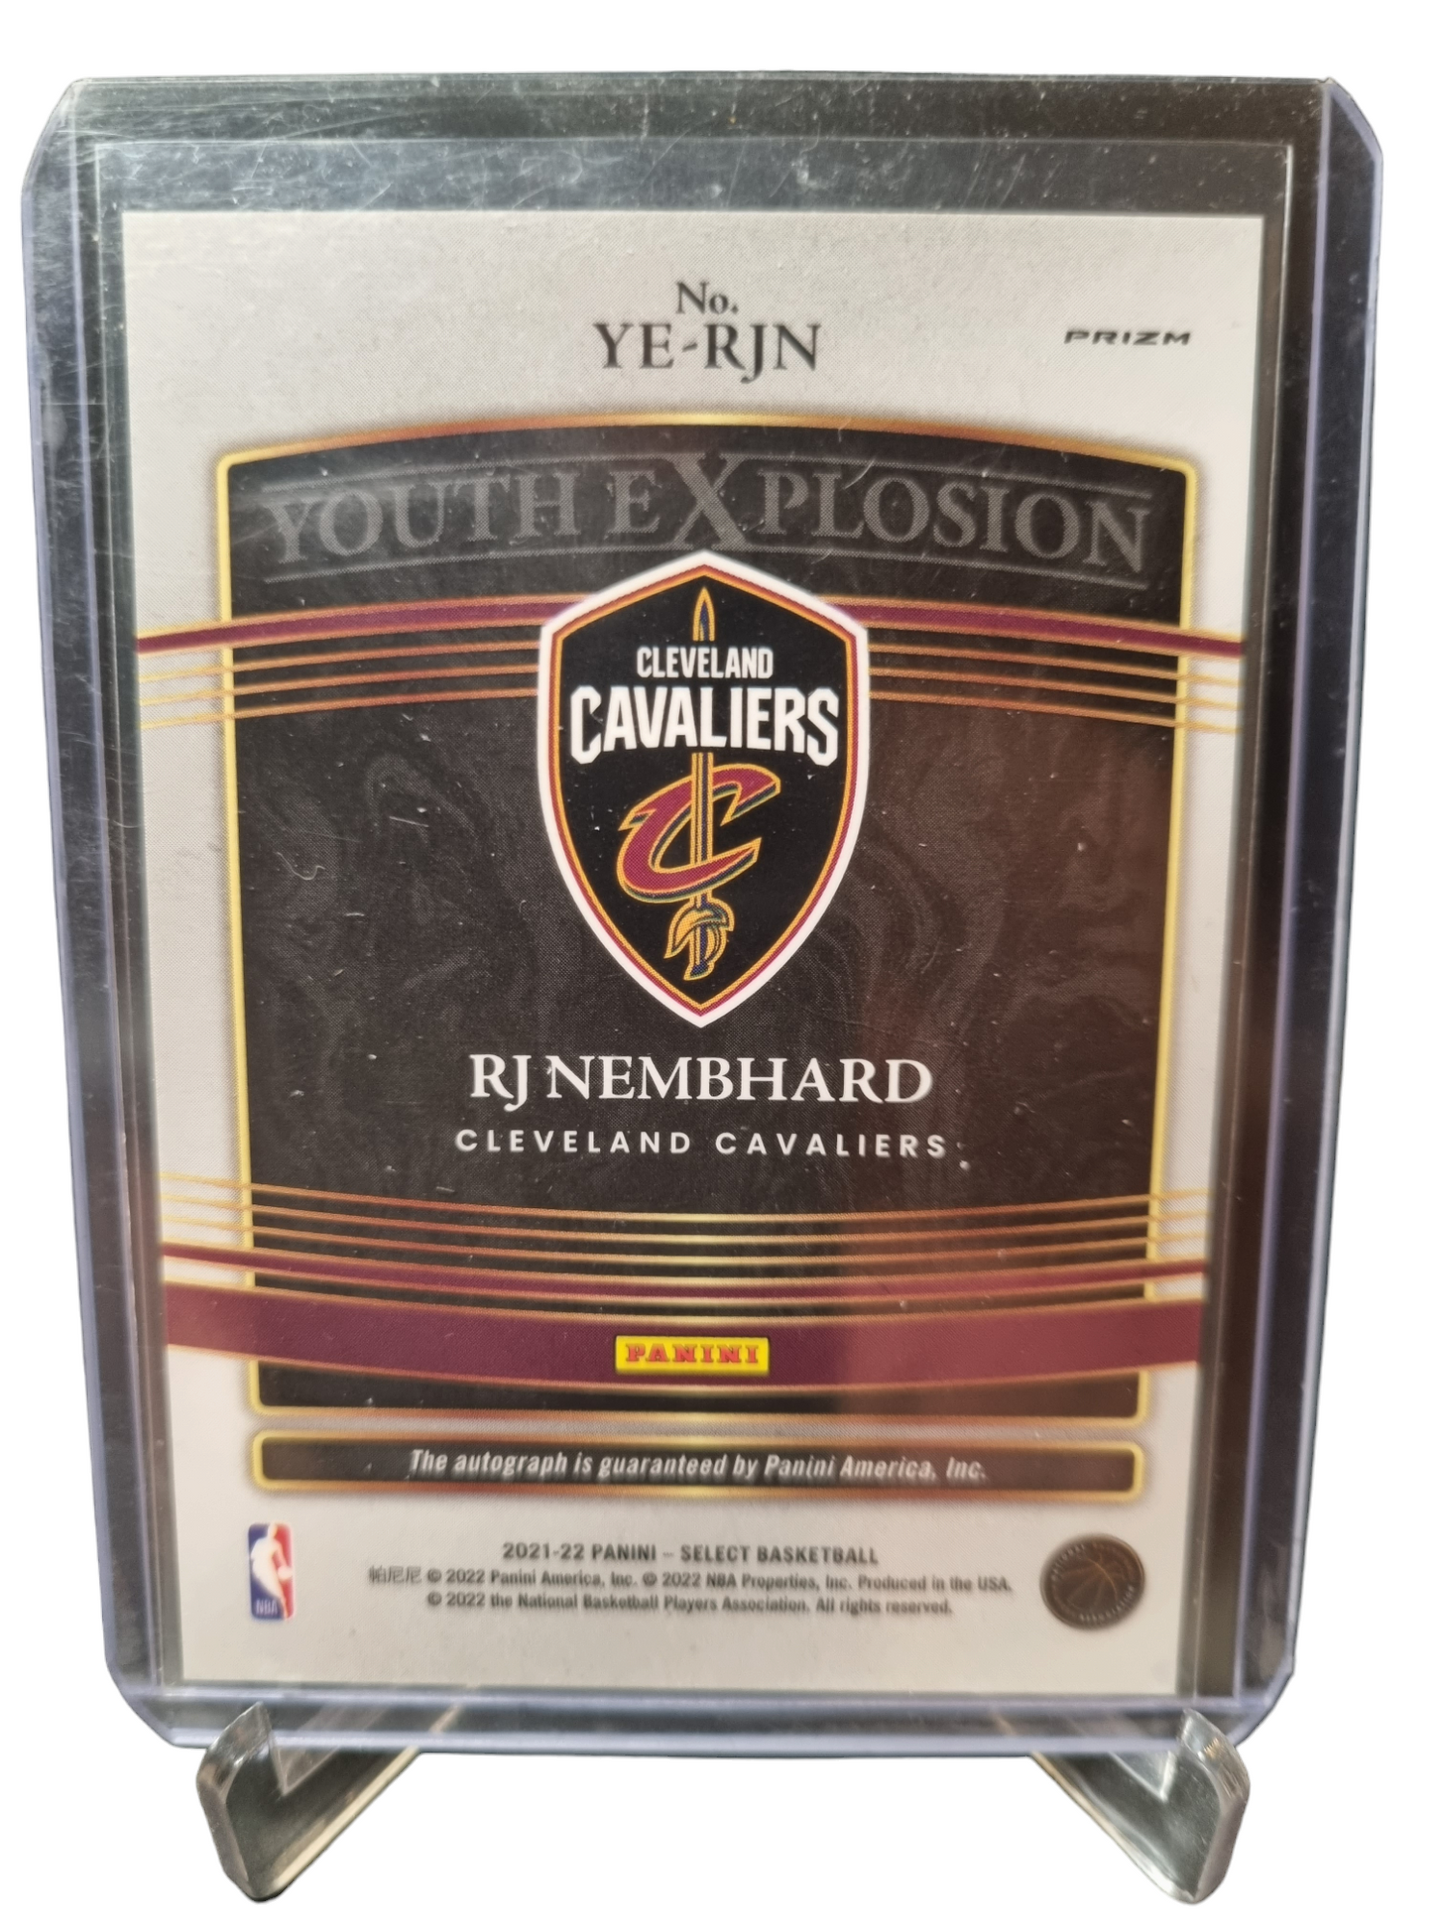 No.
YE-RJN
PRIZM
YOUTH EXPLOSION
CLEVELAND
CAVALIERS
C
RJ NEMBHARD
CLEVELAND CAVALIERS
PANINI
The autograph is guaranteed by Panini America, Inc.
2021-22 PANINI – SELECT BASKETBALL
帕尼尼 © 2022 Panini America, Inc. © 2022 NBA Properties, Inc. Produced in the USA.
© 2022 the National Basketball Players Association. All rights reserved.
NBA